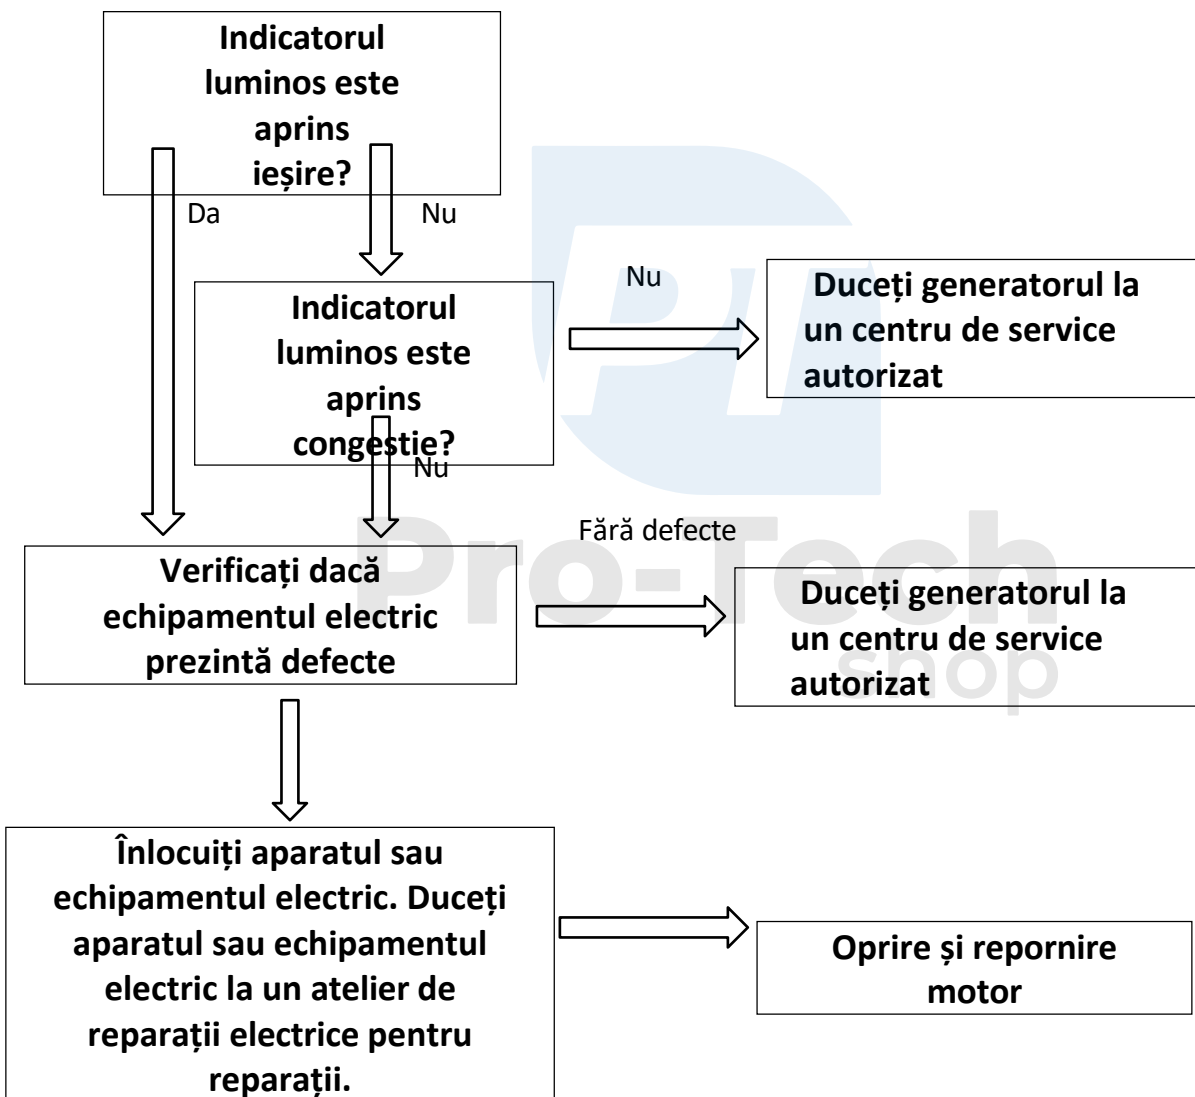 Indicatorul
luminos este
aprins
ieșire?
Da
Nu
Indicatorul
luminos este
aprins
congestie?
Nu
Duceți generatorul la
un centru de service
autorizat
Nu
Verificați dacă
echipamentul electric
prezintă defecte
Fără defecte
Duceți generatorul la
un centru de service
autorizat
Înlocuiți aparatul sau
echipamentul electric. Duceți
aparatul sau echipamentul
electric la un atelier de
reparații electrice pentru
reparații.
Oprire și repornire
motor
PT
Pro-Tech
shop